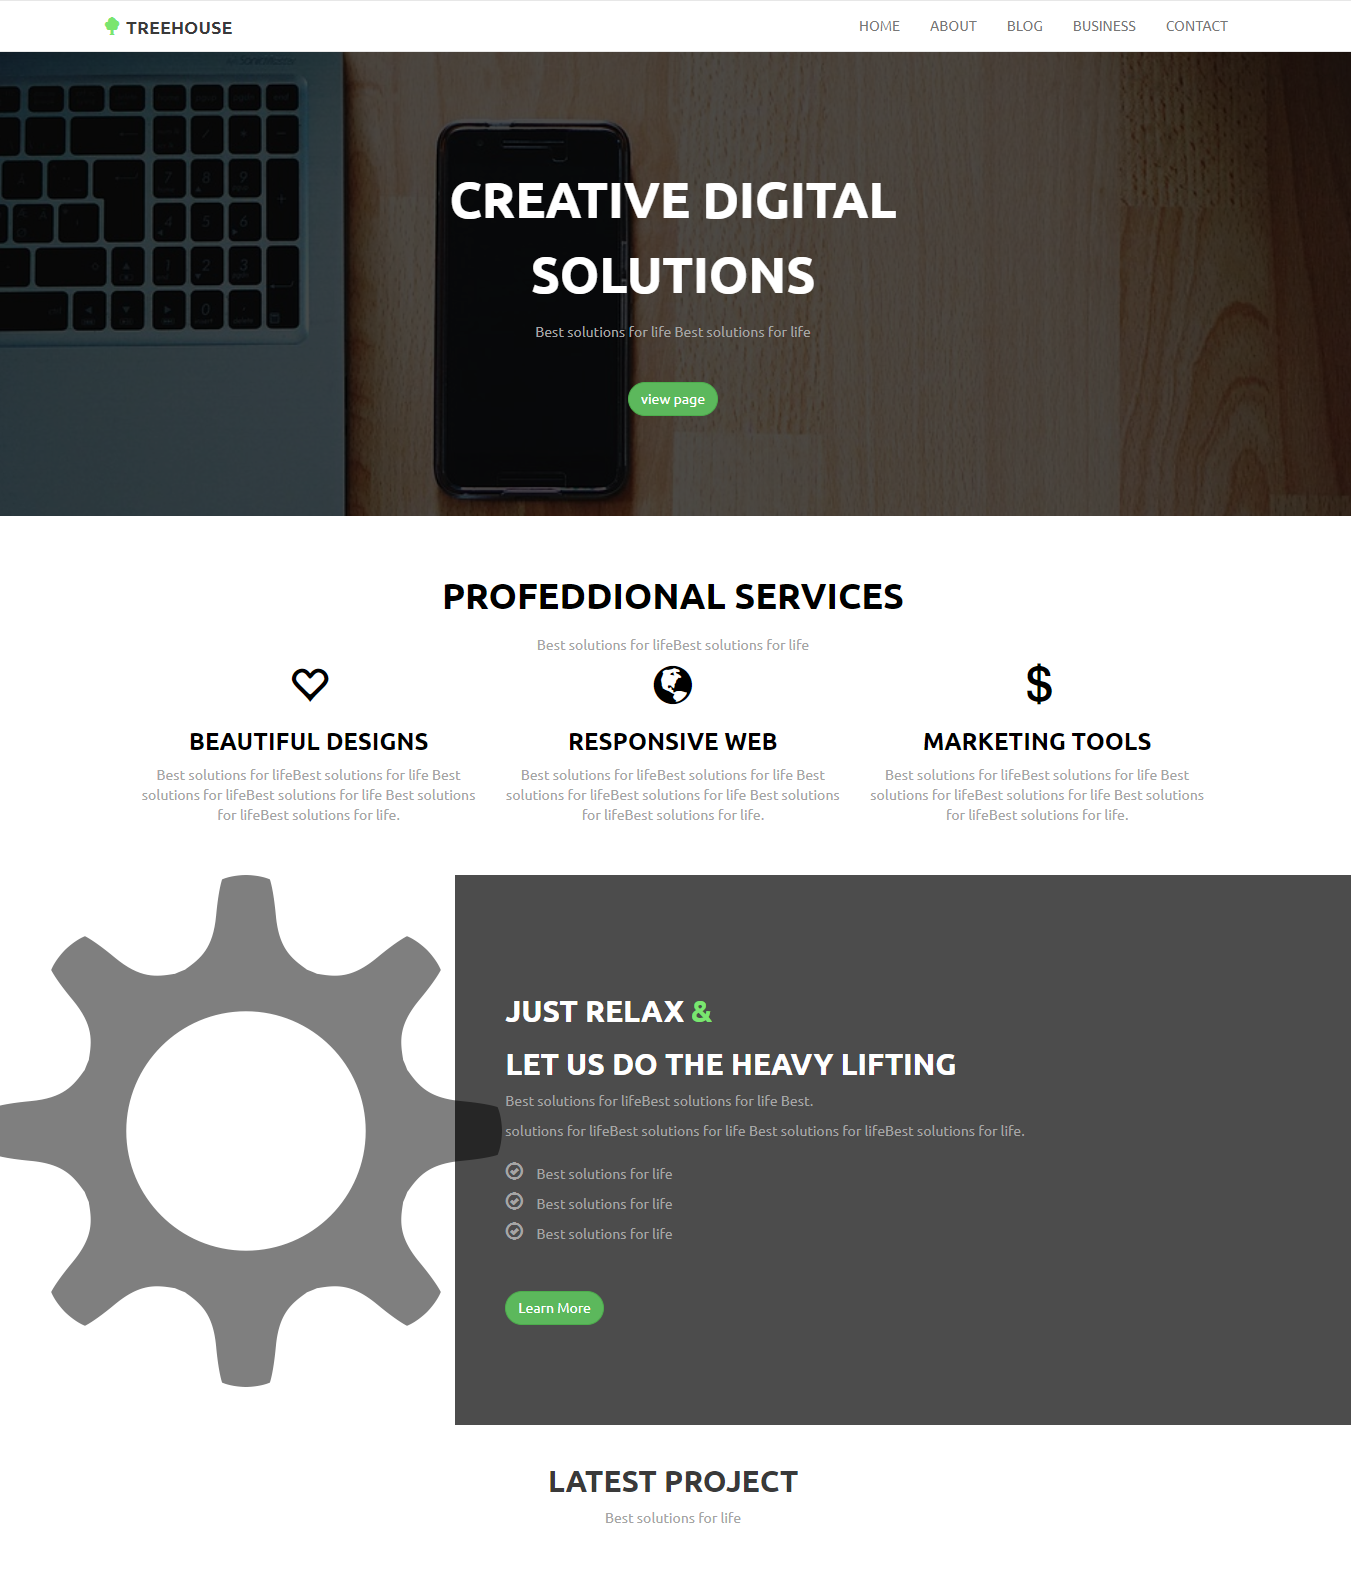 TREEHOUSE
HOME ABOUT BLOG BUSINESS CONTACT
CREATIVE DIGITAL
SOLUTIONS
Best solutions for life Best solutions for life
view page
PROFEDDIONAL SERVICES
Best solutions for lifeBest solutions for life
BEAUTIFUL DESIGNS
Best solutions for lifeBest solutions for life Best
solutions for lifeBest solutions for life Best solutions
for lifeBest solutions for life.
RESPONSIVE WEB
Best solutions for lifeBest solutions for life Best
solutions for lifeBest solutions for life Best solutions
for lifeBest solutions for life.
$
MARKETING TOOLS
Best solutions for lifeBest solutions for life Best
solutions for lifeBest solutions for life Best solutions
for lifeBest solutions for life.
JUST RELAX &
LET US DO THE HEAVY LIFTING
Best solutions for lifeBest solutions for life Best.
solutions for lifeBest solutions for life Best solutions for lifeBest solutions for life.
Best solutions for life
Best solutions for life
Best solutions for life
Learn More
LATEST PROJECT
Best solutions for life